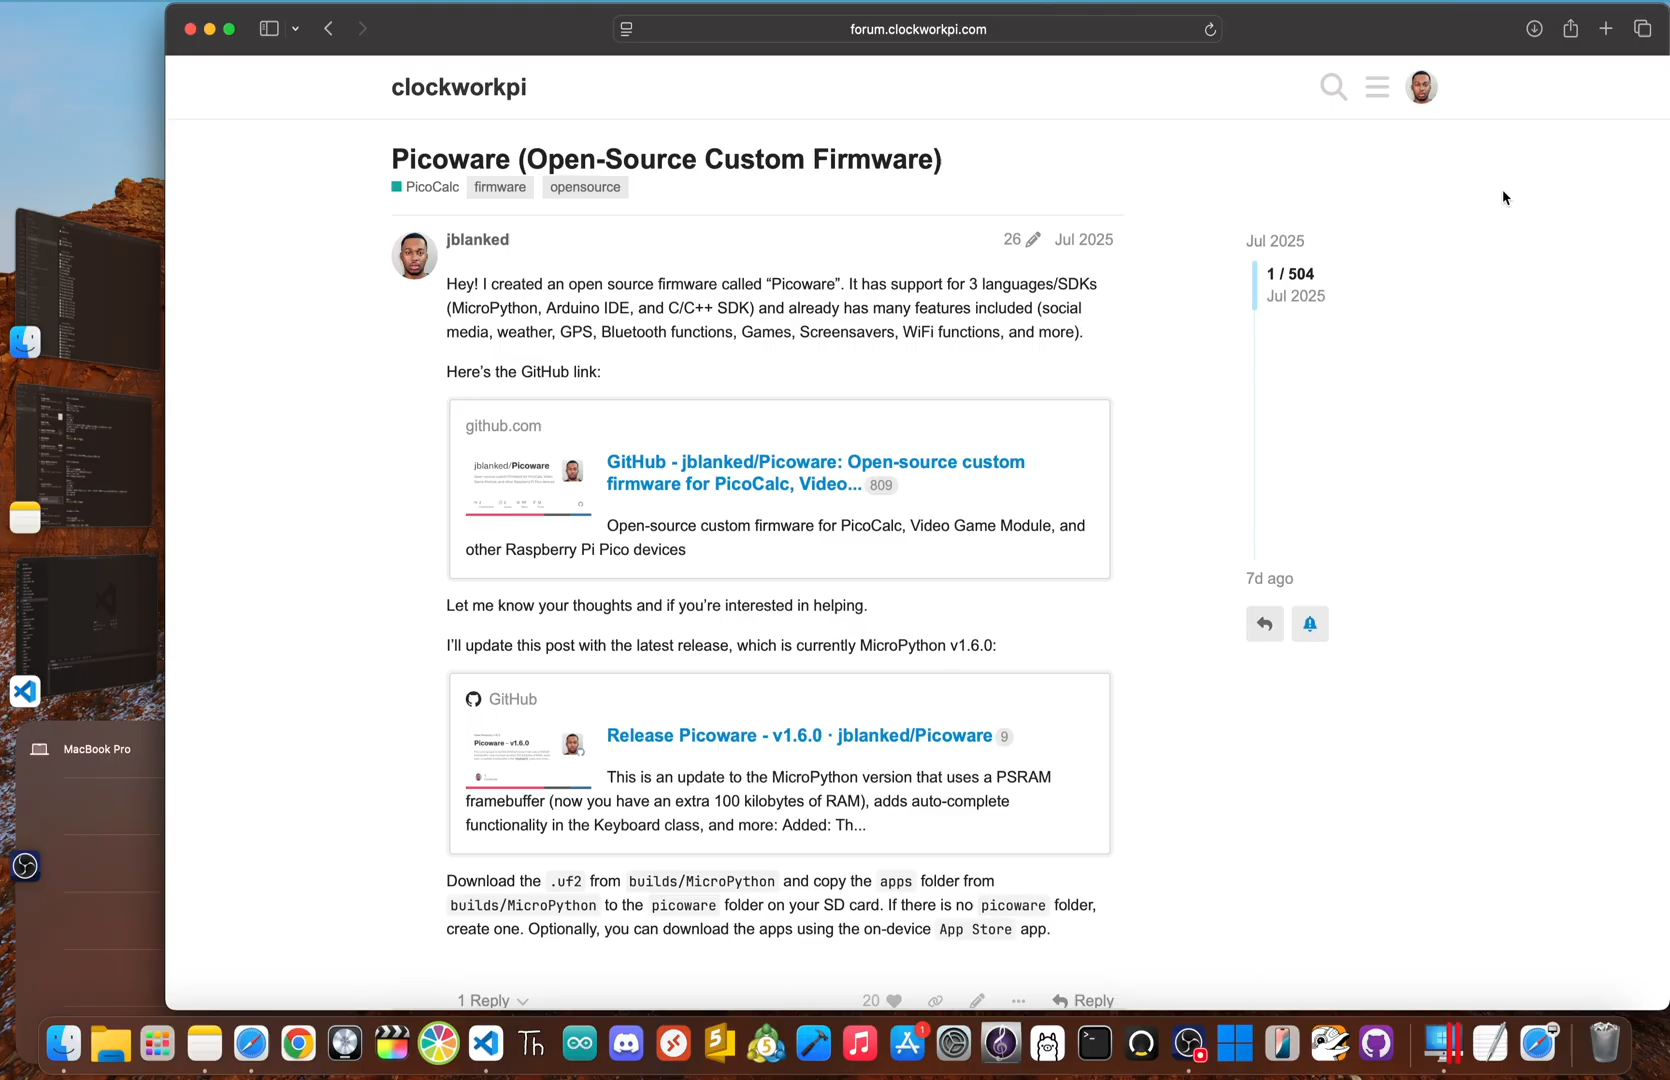 forum.clockworkpi.com
clockworkpi
Picoware (Open-Source Custom Firmware)
PicoCalc firmware opensource
jblanked 26 Jul 2025
Hey! I created an open source firmware called “Picoware”. It has support for 3 languages/SDKs
(MicroPython, Arduino IDE, and C/C++ SDK) and already has many features included (social
media, weather, GPS, Bluetooth functions, Games, Screensavers, WiFi functions, and more).
Here’s the GitHub link:
github.com
jblanked/Picoware
GitHub - jblanked/Picoware: Open-source custom
firmware for PicoCalc, Video... 809
Open-source custom firmware for PicoCalc, Video Game Module, and
other Raspberry Pi Pico devices
Let me know your thoughts and if you’re interested in helping.
I’ll update this post with the latest release, which is currently MicroPython v1.6.0:
GitHub
Picoware - v1.6.0
Release Picoware - v1.6.0 · jblanked/Picoware 9
This is an update to the MicroPython version that uses a PSRAM
framebuffer (now you have an extra 100 kilobytes of RAM), adds auto-complete
functionality in the Keyboard class, and more: Added: Th...
Download the .uf2 from builds/MicroPython and copy the apps folder from
builds/MicroPython to the picoware folder on your SD card. If there is no picoware folder,
create one. Optionally, you can download the apps using the on-device App Store app.
1 Reply 20 Reply
Jul 2025
1 / 504
Jul 2025
7d ago
MacBook Pro
Th
5
5
1